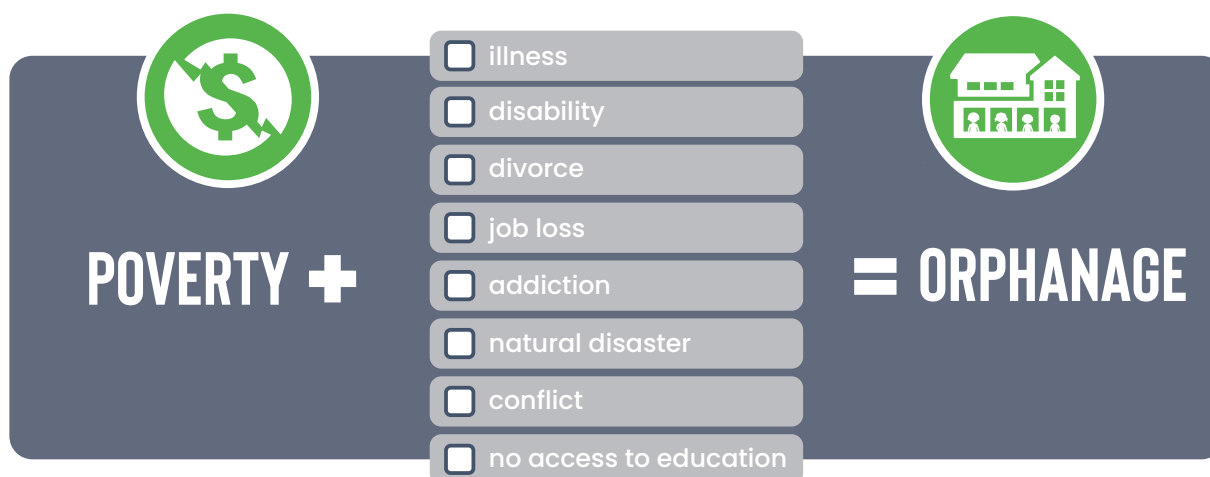 illness
disability
divorce
job loss
addiction
natural disaster
conflict
no access to education
POVERTY +
= ORPHANAGE
$